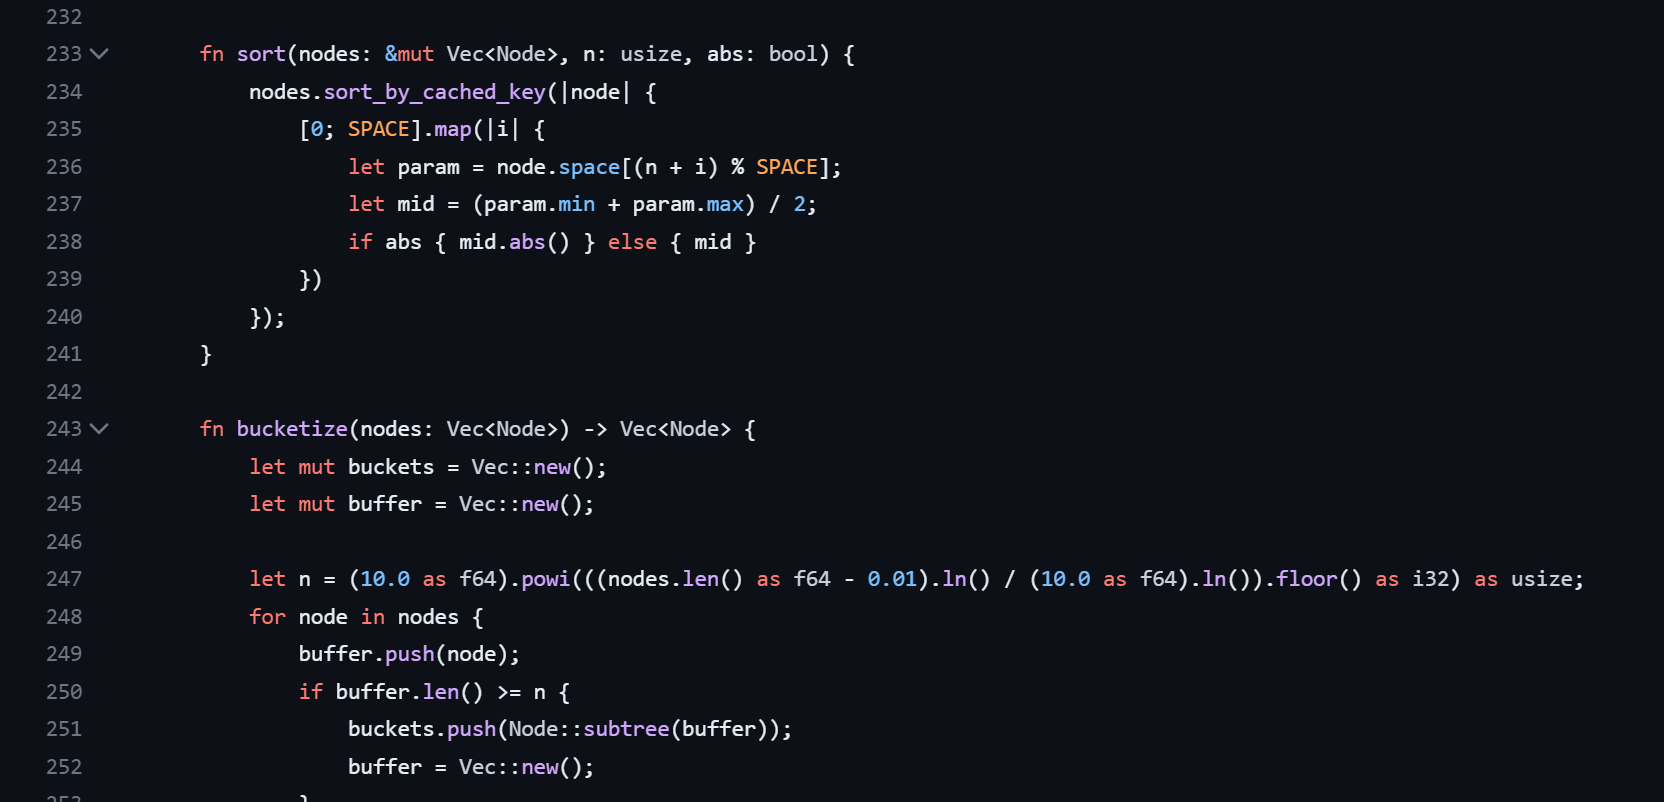 232
233 fn sort(nodes: &mut Vec<Node>, n: usize, abs: bool) {
234 nodes.sort_by_cached_key(|node| {
235 [0; SPACE].map(|i| {
236 let param = node.space[(n + i) % SPACE];
237 let mid = (param.min + param.max) / 2;
238 if abs { mid.abs() } else { mid }
239 })
240 });
241 }
242
243 fn bucketize(nodes: Vec<Node>) -> Vec<Node> {
244 let mut buckets = Vec::new();
245 let mut buffer = Vec::new();
246
247 let n = (10.0 as f64).powi(((nodes.len() as f64 - 0.01).ln() / (10.0 as f64).ln()).floor() as i32) as usize;
248 for node in nodes {
249 buffer.push(node);
250 if buffer.len() >= n {
251 buckets.push(Node::subtree(buffer));
252 buffer = Vec::new();
253 }